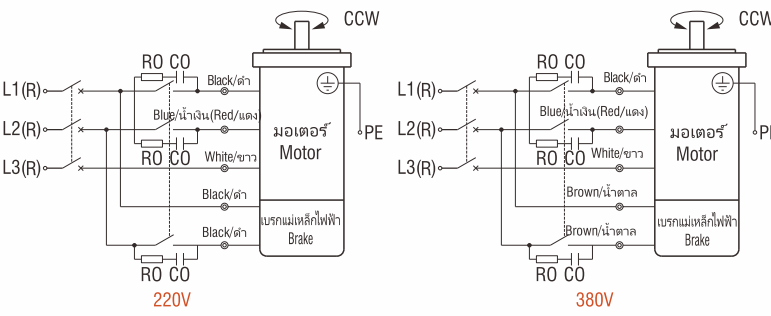 CCW
RO CO
L1(R)
Black/ดำ
Blue/น้ำเงิน(Red/แดง)
L2(R)
RO CO
L3(R)
White/ขาว
Black/ดำ
Black/ดำ
RO CO
มอเตอร์
Motor
PE
เบรกแม่เหล็กไฟฟ้า
Brake
220V
CCW
RO CO
L1(R)
Black/ดำ
Blue/น้ำเงิน(Red/แดง)
L2(R)
RO CO
L3(R)
White/ขาว
Brown/น้ำตาล
Brown/น้ำตาล
RO CO
มอเตอร์
Motor
PE
เบรกแม่เหล็กไฟฟ้า
Brake
380V